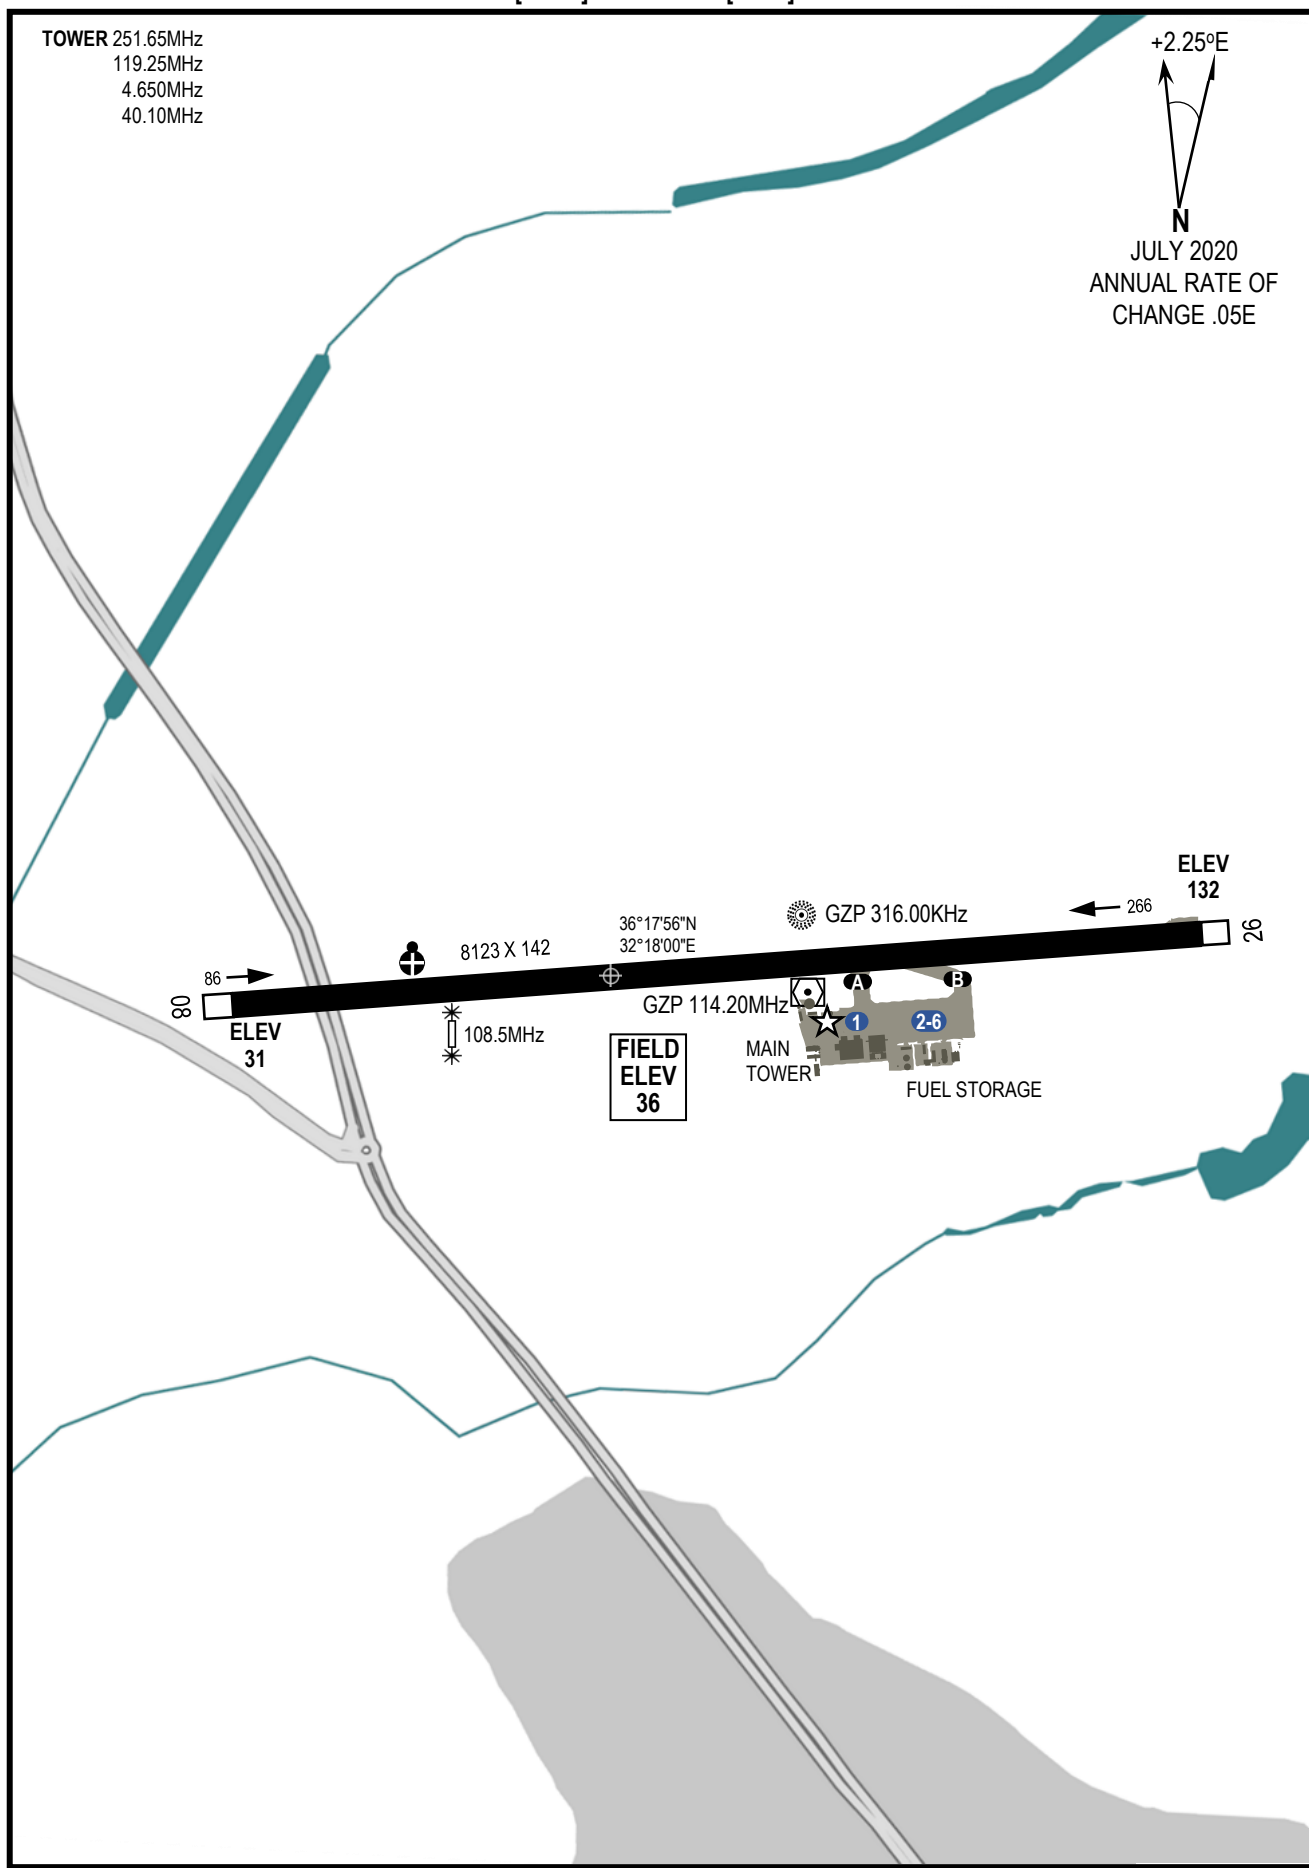 TOWER 251.65MHz
119.25MHz
4.650MHz
40.10MHz
+2.25ºE
N
JULY 2020
ANNUAL RATE OF
CHANGE .05E
ELEV
132
266
26
GZP 316.00KHz
36°17'56"N
32°18'00"E
8123 X 142
86
08
ELEV
31
108.5MHz
GZP 114.20MHz
A
B
1
2-6
FIELD
ELEV
36
MAIN
TOWER
FUEL STORAGE